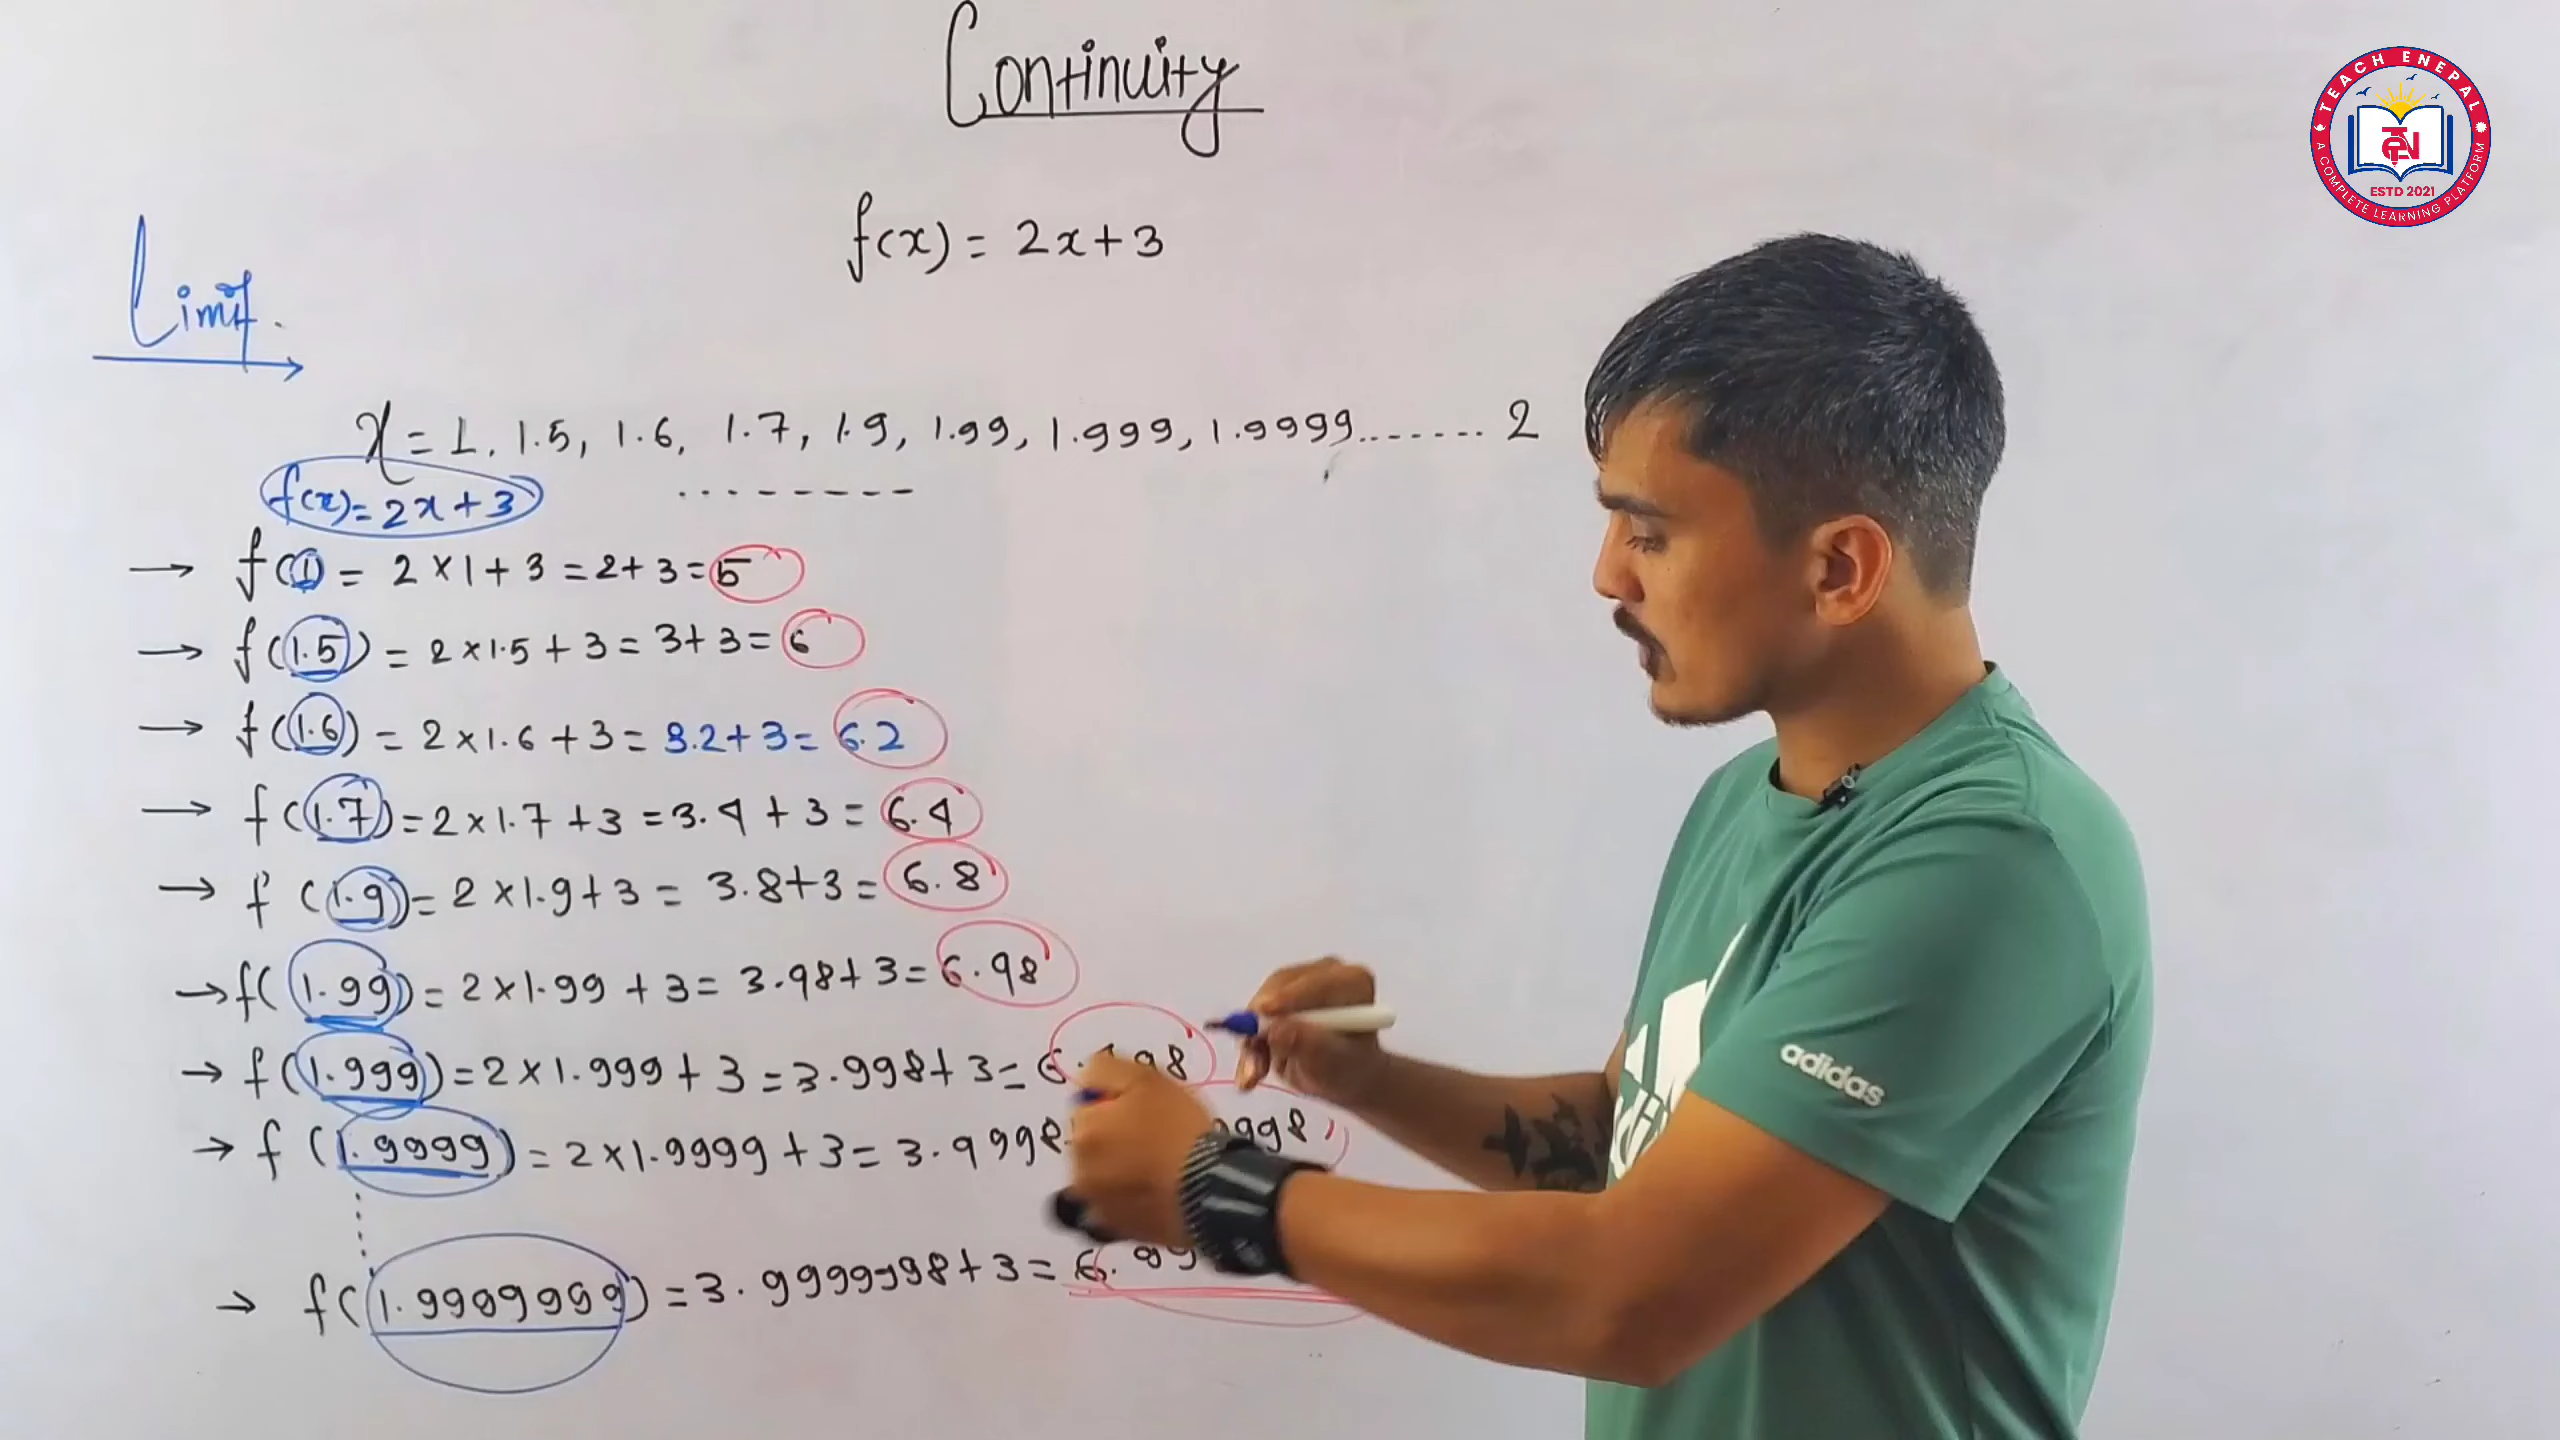 Continuity
TEACH ENEPAL
A COMPLETE LEARNING PLATFORM
ESTD 2021
f(x) = 2x+3
Limit.
x = 1, 1.5, 1.6, 1.7, 1.9, 1.99, 1.999, 1.9999....... 2
f(x)=2x+3
→ f(1) = 2×1+3 =2+3=5
→ f(1.5) = 2×1.5+3 = 3+3=6
→ f(1.6) = 2×1.6+3= 3.2+3= 6.2
→ f(1.7)=2×1.7+3 =3.4+3= 6.4
→ f(1.9)= 2×1.9+3 = 3.8+3= 6.8
→f(1.99)= 2×1.99+3= 3.98+3= 6.98
→ f(1.999)=2×1.999+3=3.998+3=
→ f(1.9999)=2×1.9999+3= 3.9998
→ f(1.9999999)=3.9999998+3=
adidas